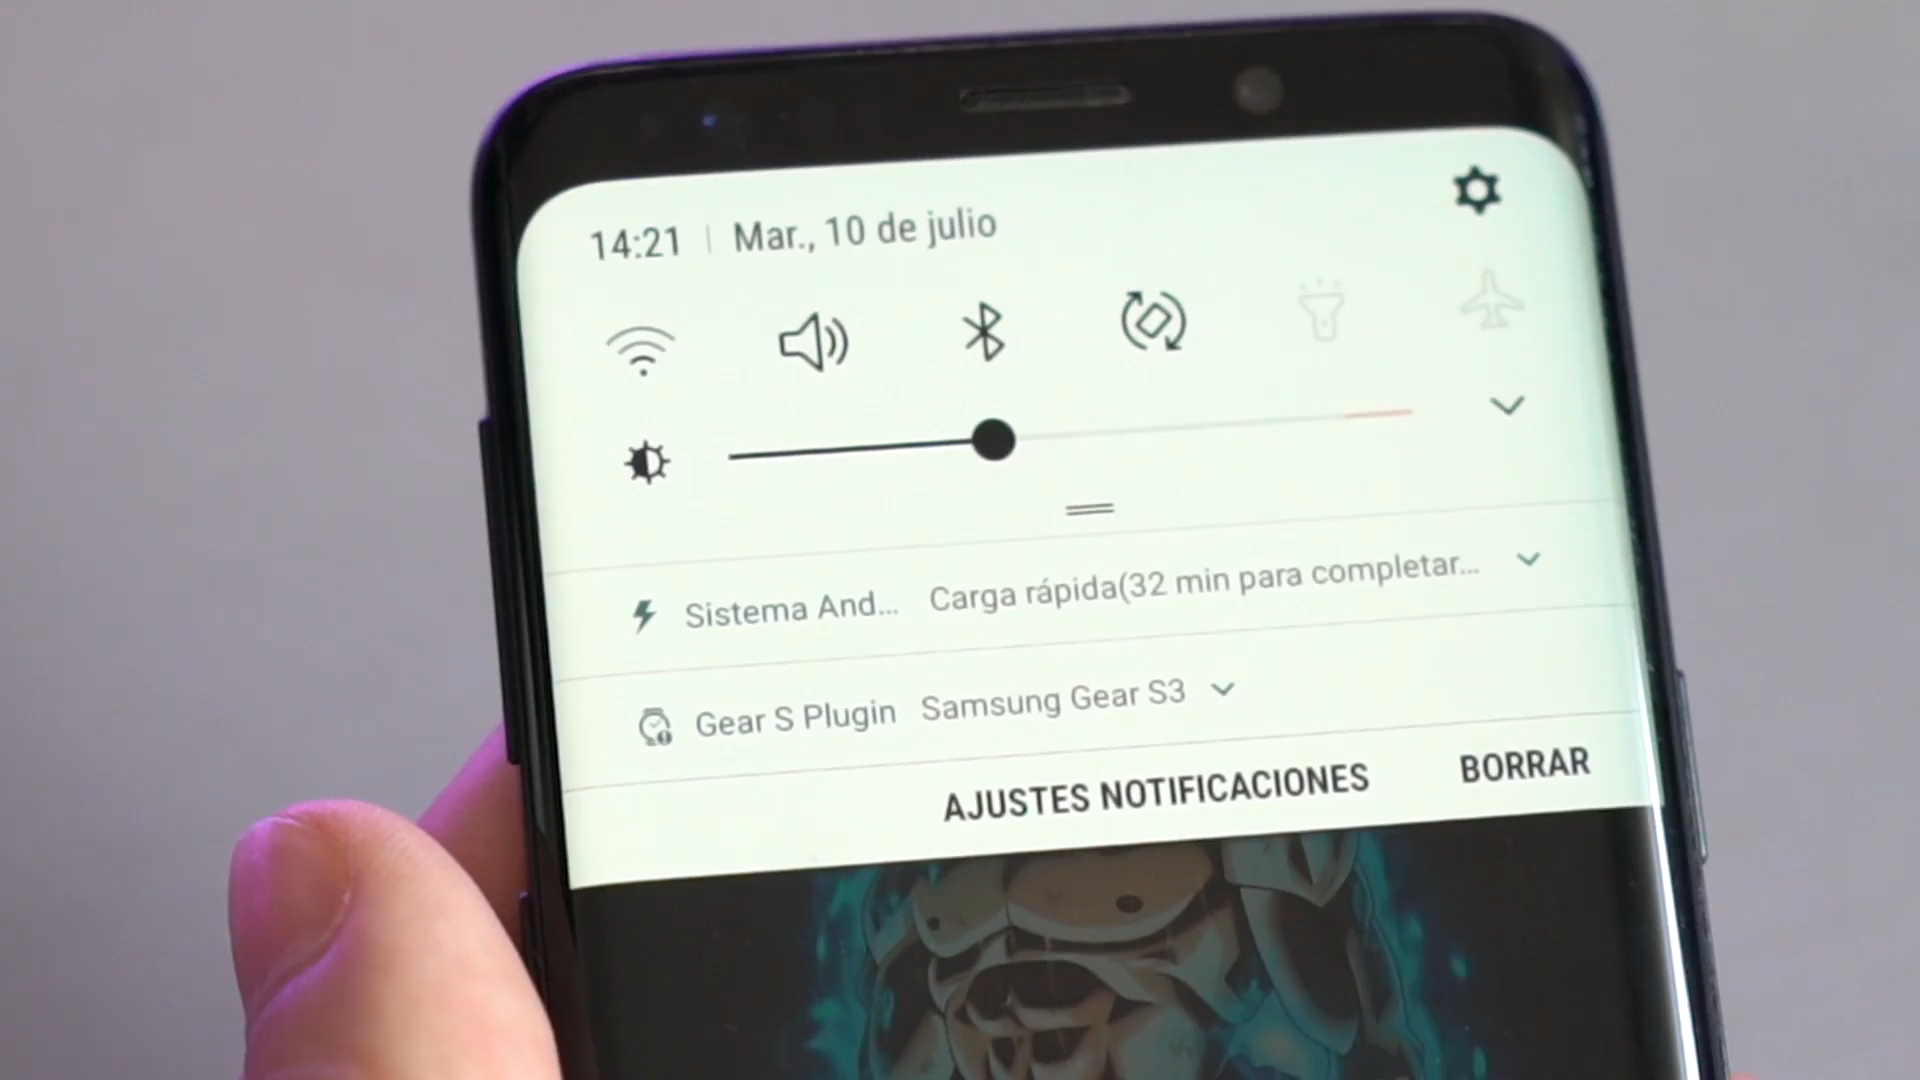 14:21 | Mar., 10 de julio
Sistema And... Carga rápida(32 min para completar...
Gear S Plugin Samsung Gear S3
AJUSTES NOTIFICACIONES BORRAR